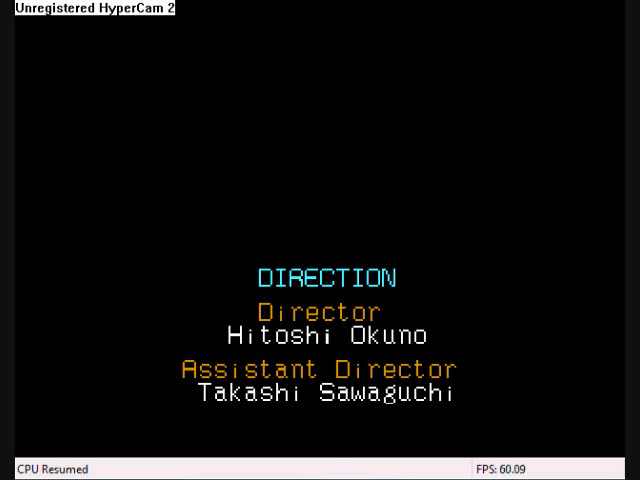 Unregistered HyperCam 2
DIRECTION
Director
Hitoshi Okuno
Assistant Director
Takashi Sawaguchi
CPU Resumed
FPS: 60.09